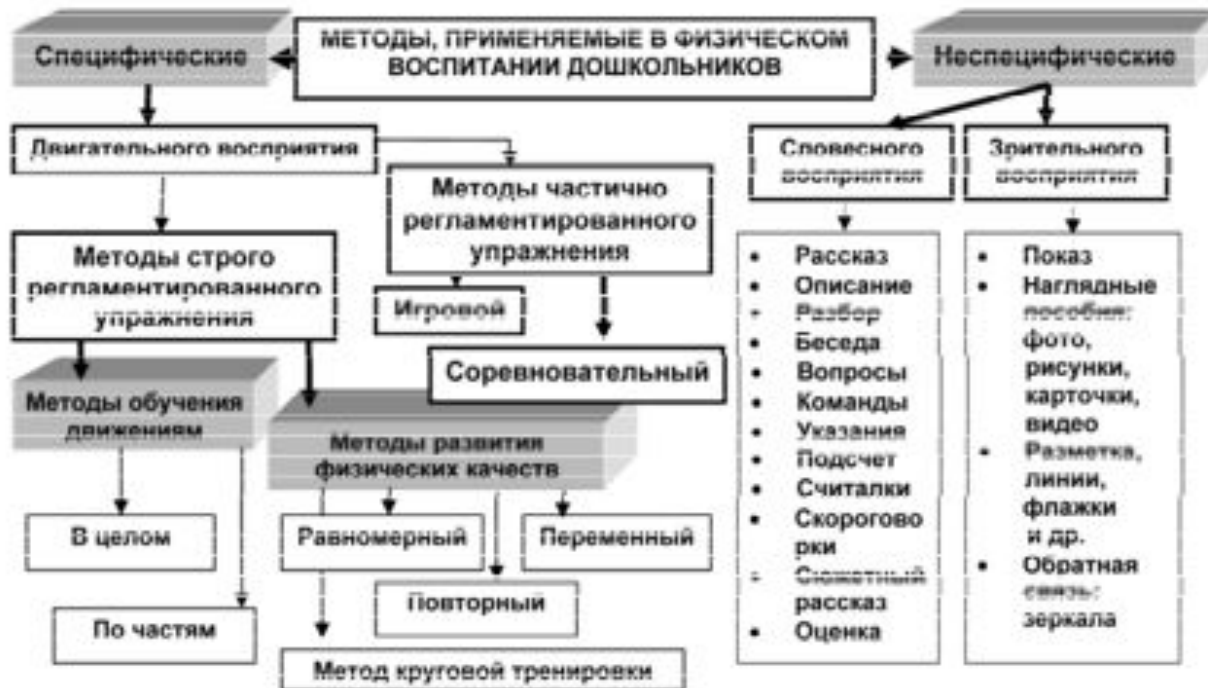 МЕТОДЫ, ПРИМЕНЯЕМЫЕ В ФИЗИЧЕСКОМ
ВОСПИТАНИИ ДОШКОЛЬНИКОВ
Специфические
Неспецифические
Двигательного восприятия
Методы строго
регламентированного
упражнения
Методы частично
регламентированного
упражнения
Игровой
Соревновательный
Методы обучения
движениям
В целом
По частям
Методы развития
физических качеств
Равномерный
Переменный
Повторный
Метод круговой тренировки
Словесного
восприятия
• Рассказ
• Описание
• Разбор
• Беседа
• Вопросы
• Команды
• Указания
• Подсчет
• Считалки
• Скорогово
рки
• Сюжетный
рассказ
• Оценка
Зрительного
восприятия
• Показ
• Наглядные
пособия:
фото,
рисунки,
карточки,
видео
• Разметка,
линии,
флажки
и др.
• Обратная
связь:
зеркала